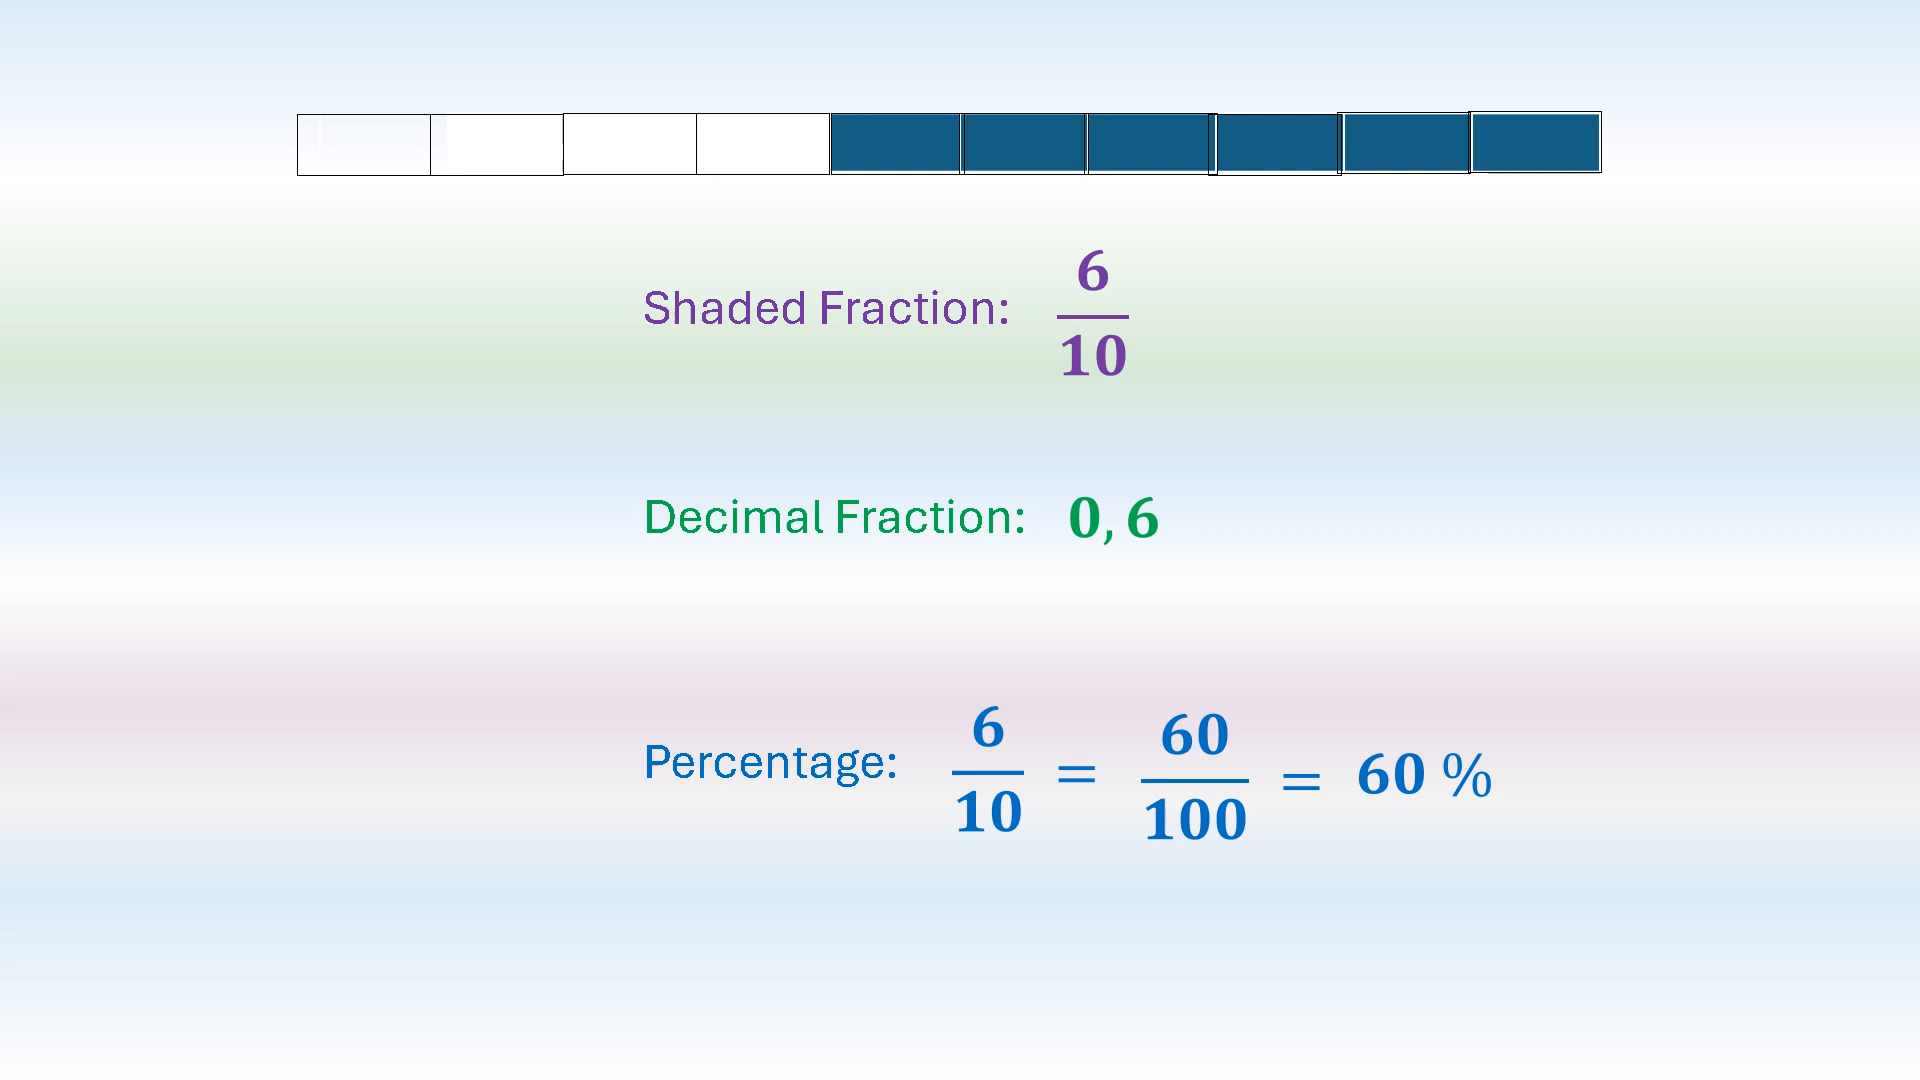 Shaded Fraction: 6/10
Decimal Fraction: 0, 6
Percentage: 6/10 = 60/100 = 60 %